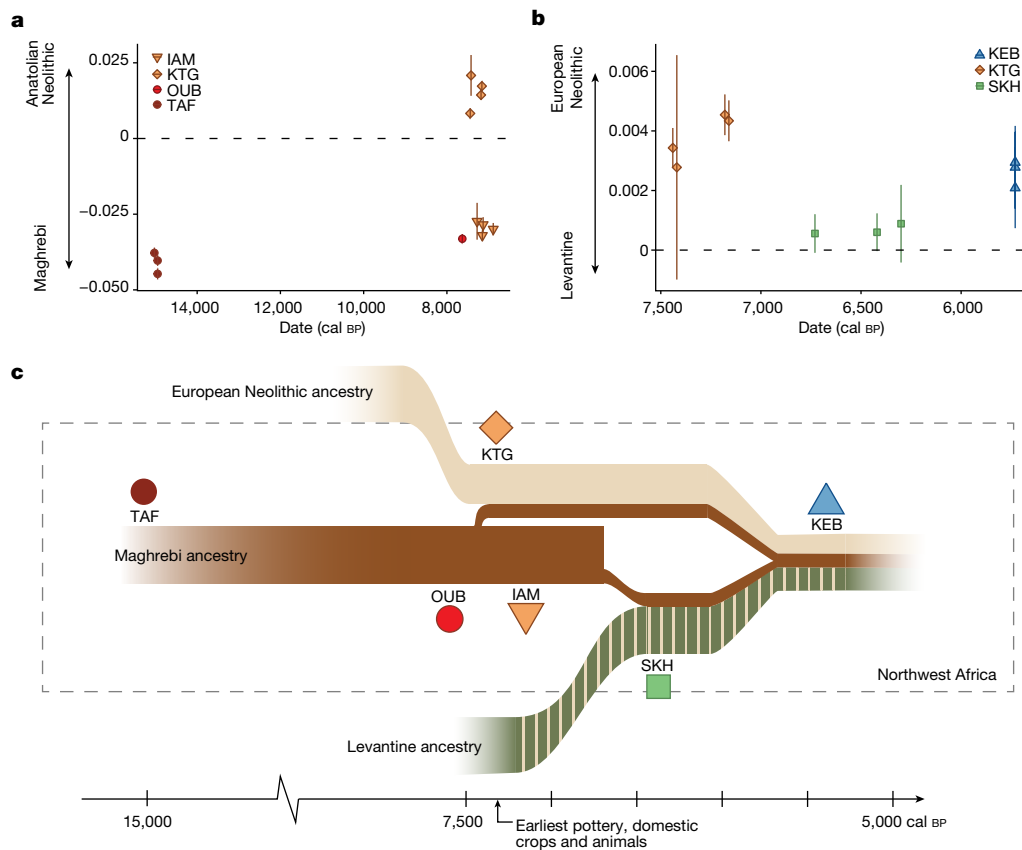 a
Anatolian
Neolithic
Maghrebi
0.025
0
−0.025
−0.050
IAM
KTG
OUB
TAF
14,000
12,000
10,000
8,000
Date (cal BP)
b
European
Neolithic
Levantine
0.006
0.004
0.002
0
KEB
KTG
SKH
7,500
7,000
6,500
6,000
Date (cal BP)
c
European Neolithic ancestry
KTG
TAF
KEB
Maghrebi ancestry
OUB
IAM
SKH
Northwest Africa
Levantine ancestry
15,000
7,500
5,000 cal BP
Earliest pottery, domestic
crops and animals